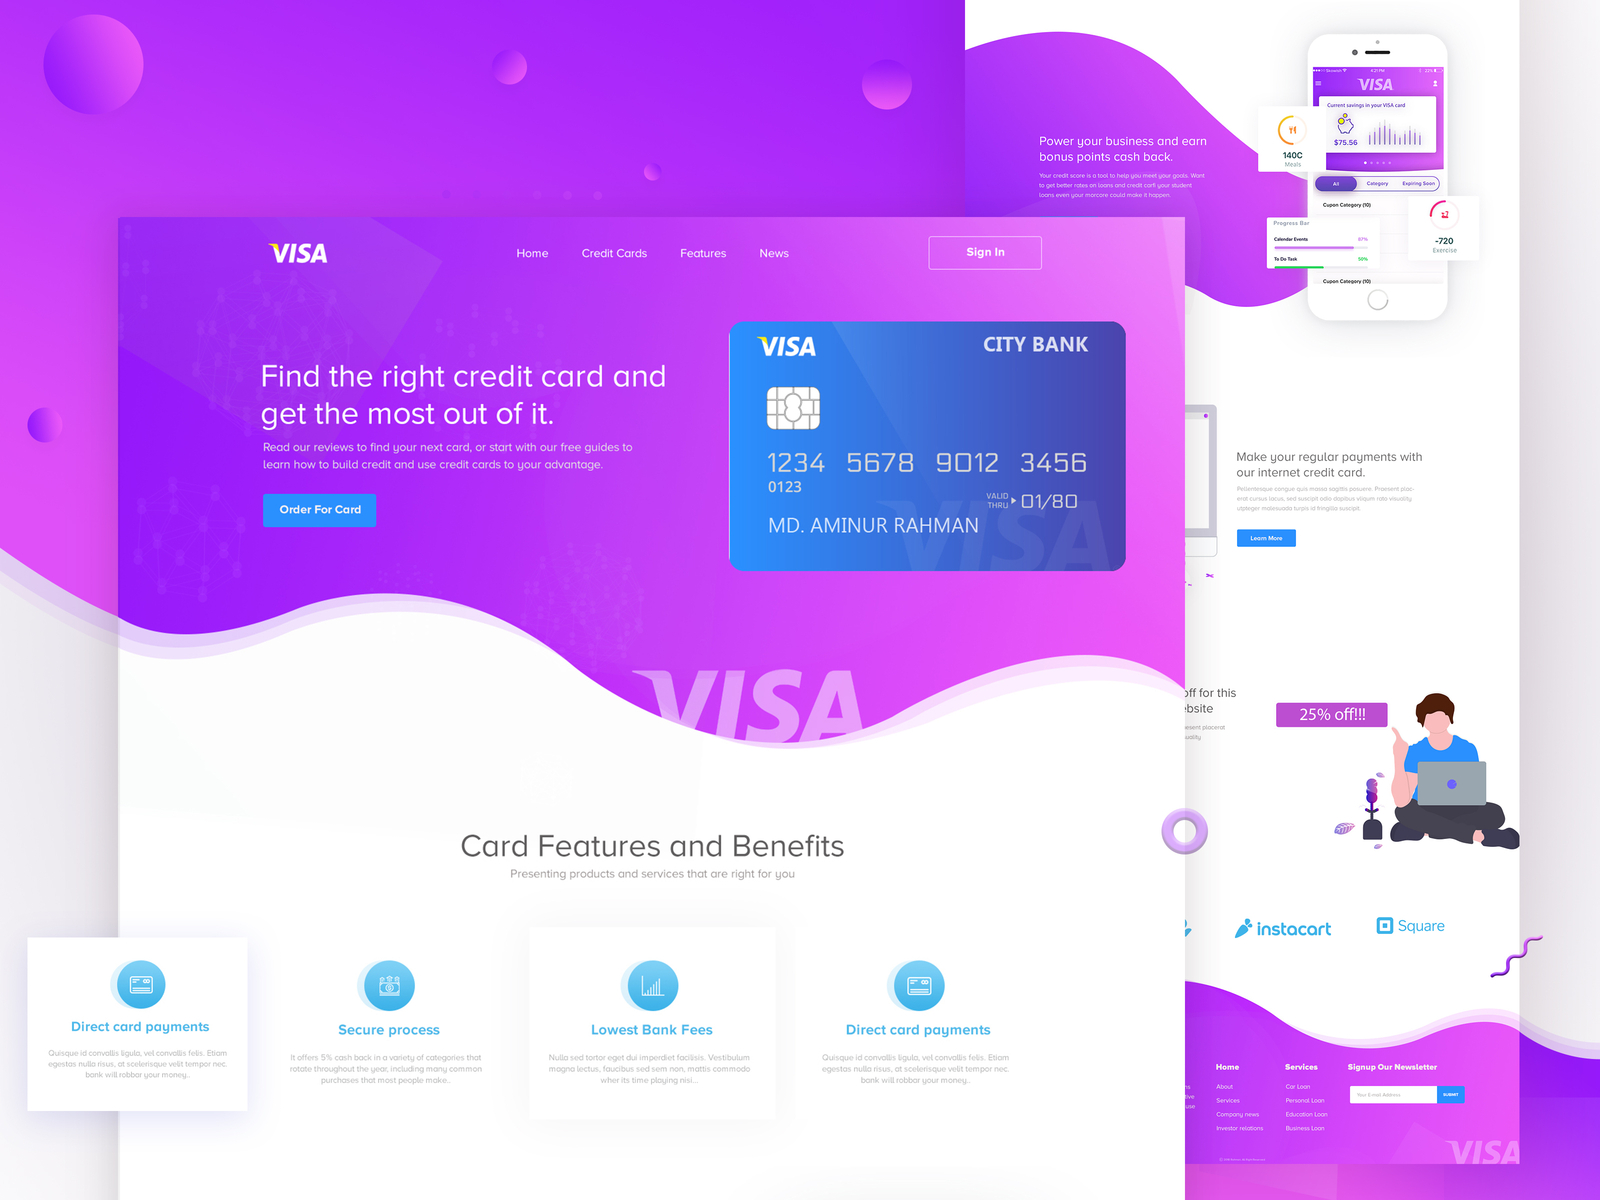 VISA
Home
Credit Cards
Features
News
Sign In
Find the right credit card and
get the most out of it.
Read our reviews to find your next card, or start with our free guides to
learn how to build credit and use credit cards to your advantage.
Order For Card
VISA
CITY BANK
1234 5678 9012 3456
0123
VALID
THRU
01/80
MD. AMINUR RAHMAN
VISA
VISA
Card Features and Benefits
Presenting products and services that are right for you
Direct card payments
Quisque id convallis ligula, vel convallis felis. Etiam
egestas nulla risus, at scelerisque velit tempor nec.
bank will robbar your money..
Secure process
It offers 5% cash back in a variety of categories that
rotate throughout the year, including many common
purchases that most people make..
Lowest Bank Fees
Nulla sed tortor eget dui imperdiet facilisis. Vestibulum
magna lectus, faucibus sed sem non, mattis commodo
wher its time playing nisi...
Direct card payments
Quisque id convallis ligula, vel convallis felis. Etiam
egestas nulla risus, at scelerisque velit tempor nec.
bank will robbar your money..
Power your business and earn
bonus points cash back.
Your credit score is a tool to help you meet your goals. Want
to get better rates on loans and credit carfi your student
loans even your morcare could make it happen.
4:21 PM
22%
VISA
Current savings in your VISA card
$75.56
All
Category
Expiring Soon
Cupon Category (10)
140C
Meals
-720
Exercise
Progress Bar
Calendar Events
87%
To Do Task
50%
Cupon Category (10)
Make your regular payments with
our internet credit card.
Pellentesque congue quis massa sagittis posuere. Praesent plac-
erat cursus lacus, sed suscipit odio dapibus vliqum rate visuality
utpteger malesuada turpis id fringilla suscipit.
Learn More
off for this
ebsite
esent placerat
uality
25% off!!!
instacart
Square
Home
About
Services
Company news
Investor relations
Services
Car Loan
Personal Loan
Education Loan
Business Loan
Signup Our Newsletter
Your E-mail Address
SUBMIT
VISA